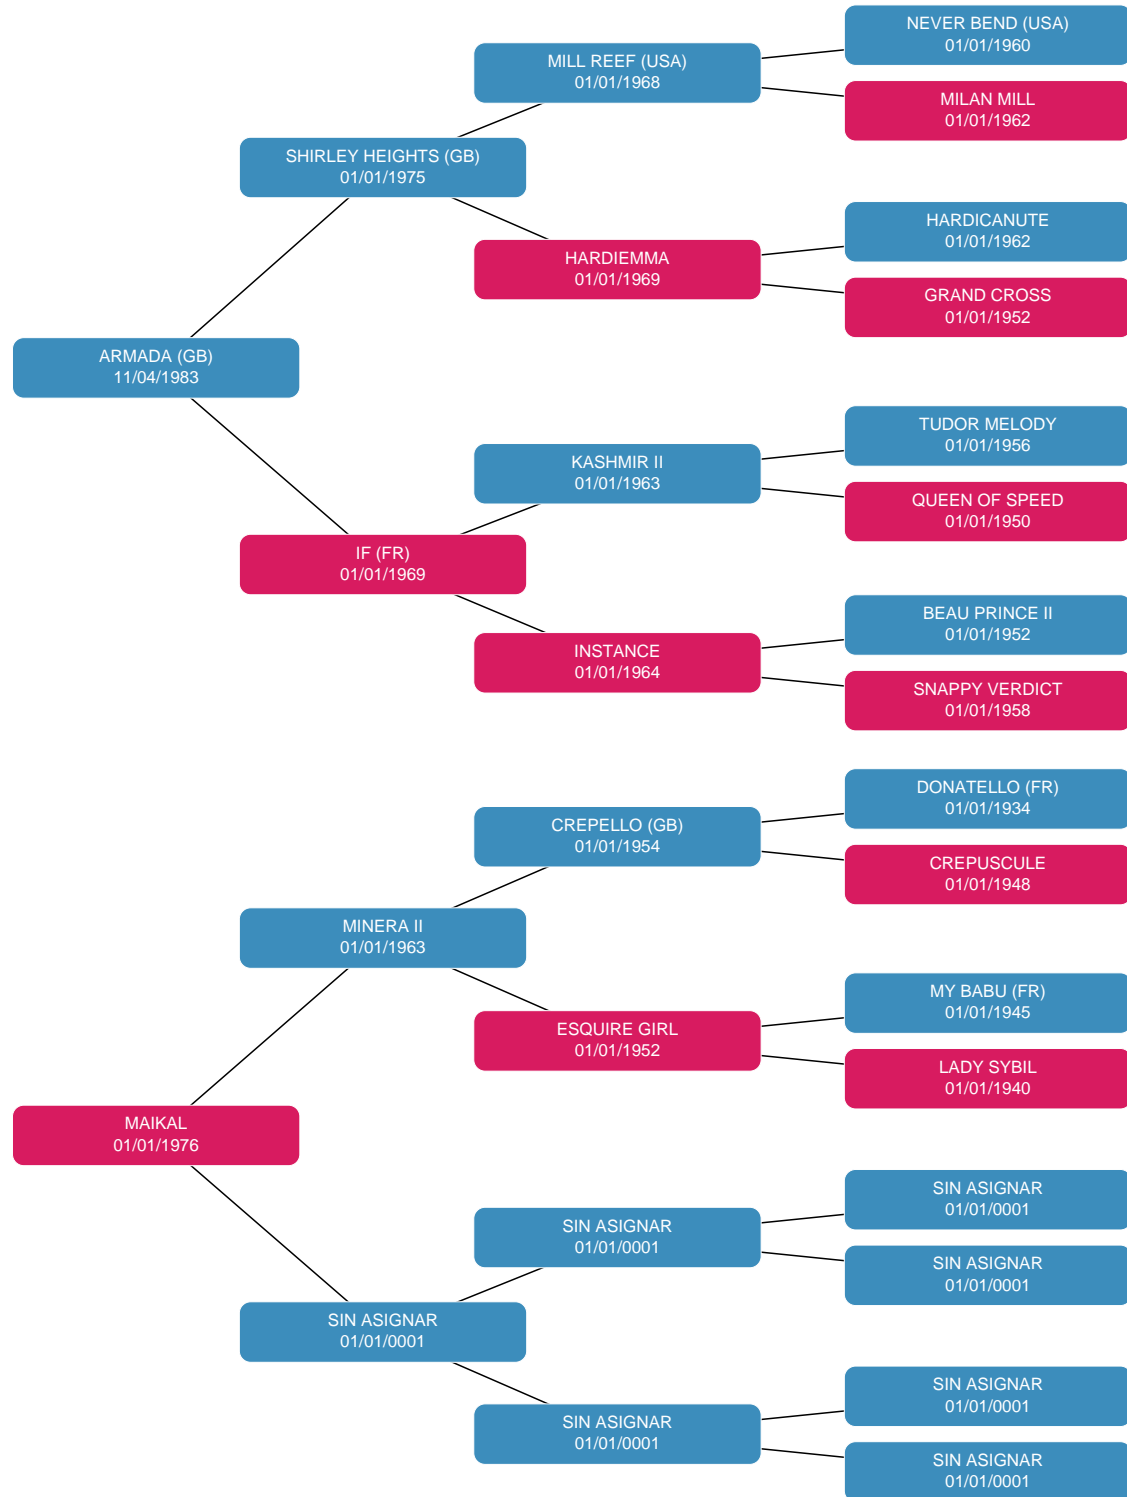 NEVER BEND (USA)
01/01/1960
MILL REEF (USA)
01/01/1968
MILAN MILL
01/01/1962
SHIRLEY HEIGHTS (GB)
01/01/1975
HARDICANUTE
01/01/1962
HARDIEMMA
01/01/1969
GRAND CROSS
01/01/1952
ARMADA (GB)
11/04/1983
TUDOR MELODY
01/01/1956
KASHMIR II
01/01/1963
QUEEN OF SPEED
01/01/1950
IF (FR)
01/01/1969
BEAU PRINCE II
01/01/1952
INSTANCE
01/01/1964
SNAPPY VERDICT
01/01/1958
DONATELLO (FR)
01/01/1934
CREPELLO (GB)
01/01/1954
CREPUSCULE
01/01/1948
MINERA II
01/01/1963
MY BABU (FR)
01/01/1945
ESQUIRE GIRL
01/01/1952
LADY SYBIL
01/01/1940
MAIKAL
01/01/1976
SIN ASIGNAR
01/01/0001
SIN ASIGNAR
01/01/0001
SIN ASIGNAR
01/01/0001
SIN ASIGNAR
01/01/0001
SIN ASIGNAR
01/01/0001
SIN ASIGNAR
01/01/0001
SIN ASIGNAR
01/01/0001